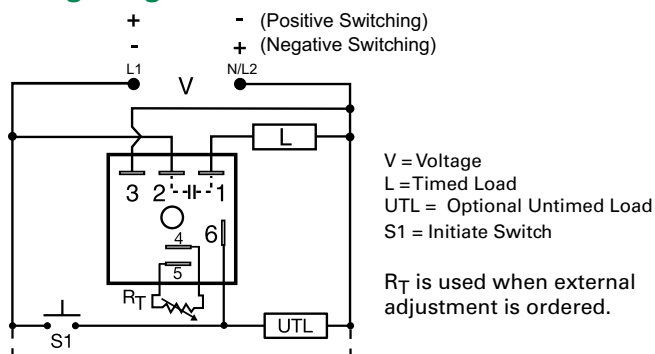 + - (Positive Switching)
- + (Negative Switching)
L1 N/L2
V
L
3 2 1
6
4
5
RT
UTL
S1
V = Voltage
L = Timed Load
UTL = Optional Untimed Load
S1 = Initiate Switch
RT is used when external
adjustment is ordered.